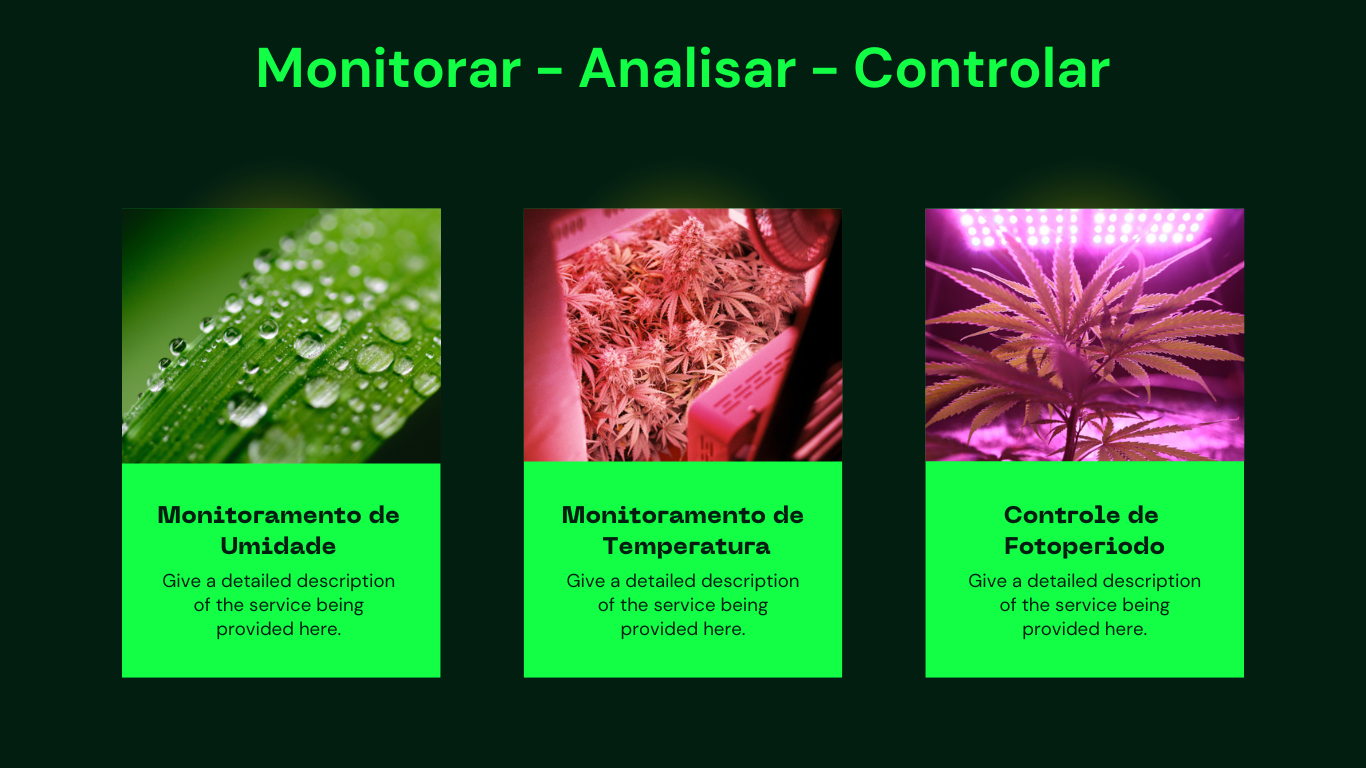 Monitorar - Analisar - Controlar
Monitoramento de
Umidade
Give a detailed description
of the service being
provided here.
Monitoramento de
Temperatura
Give a detailed description
of the service being
provided here.
Controle de
Fotoperiodo
Give a detailed description
of the service being
provided here.